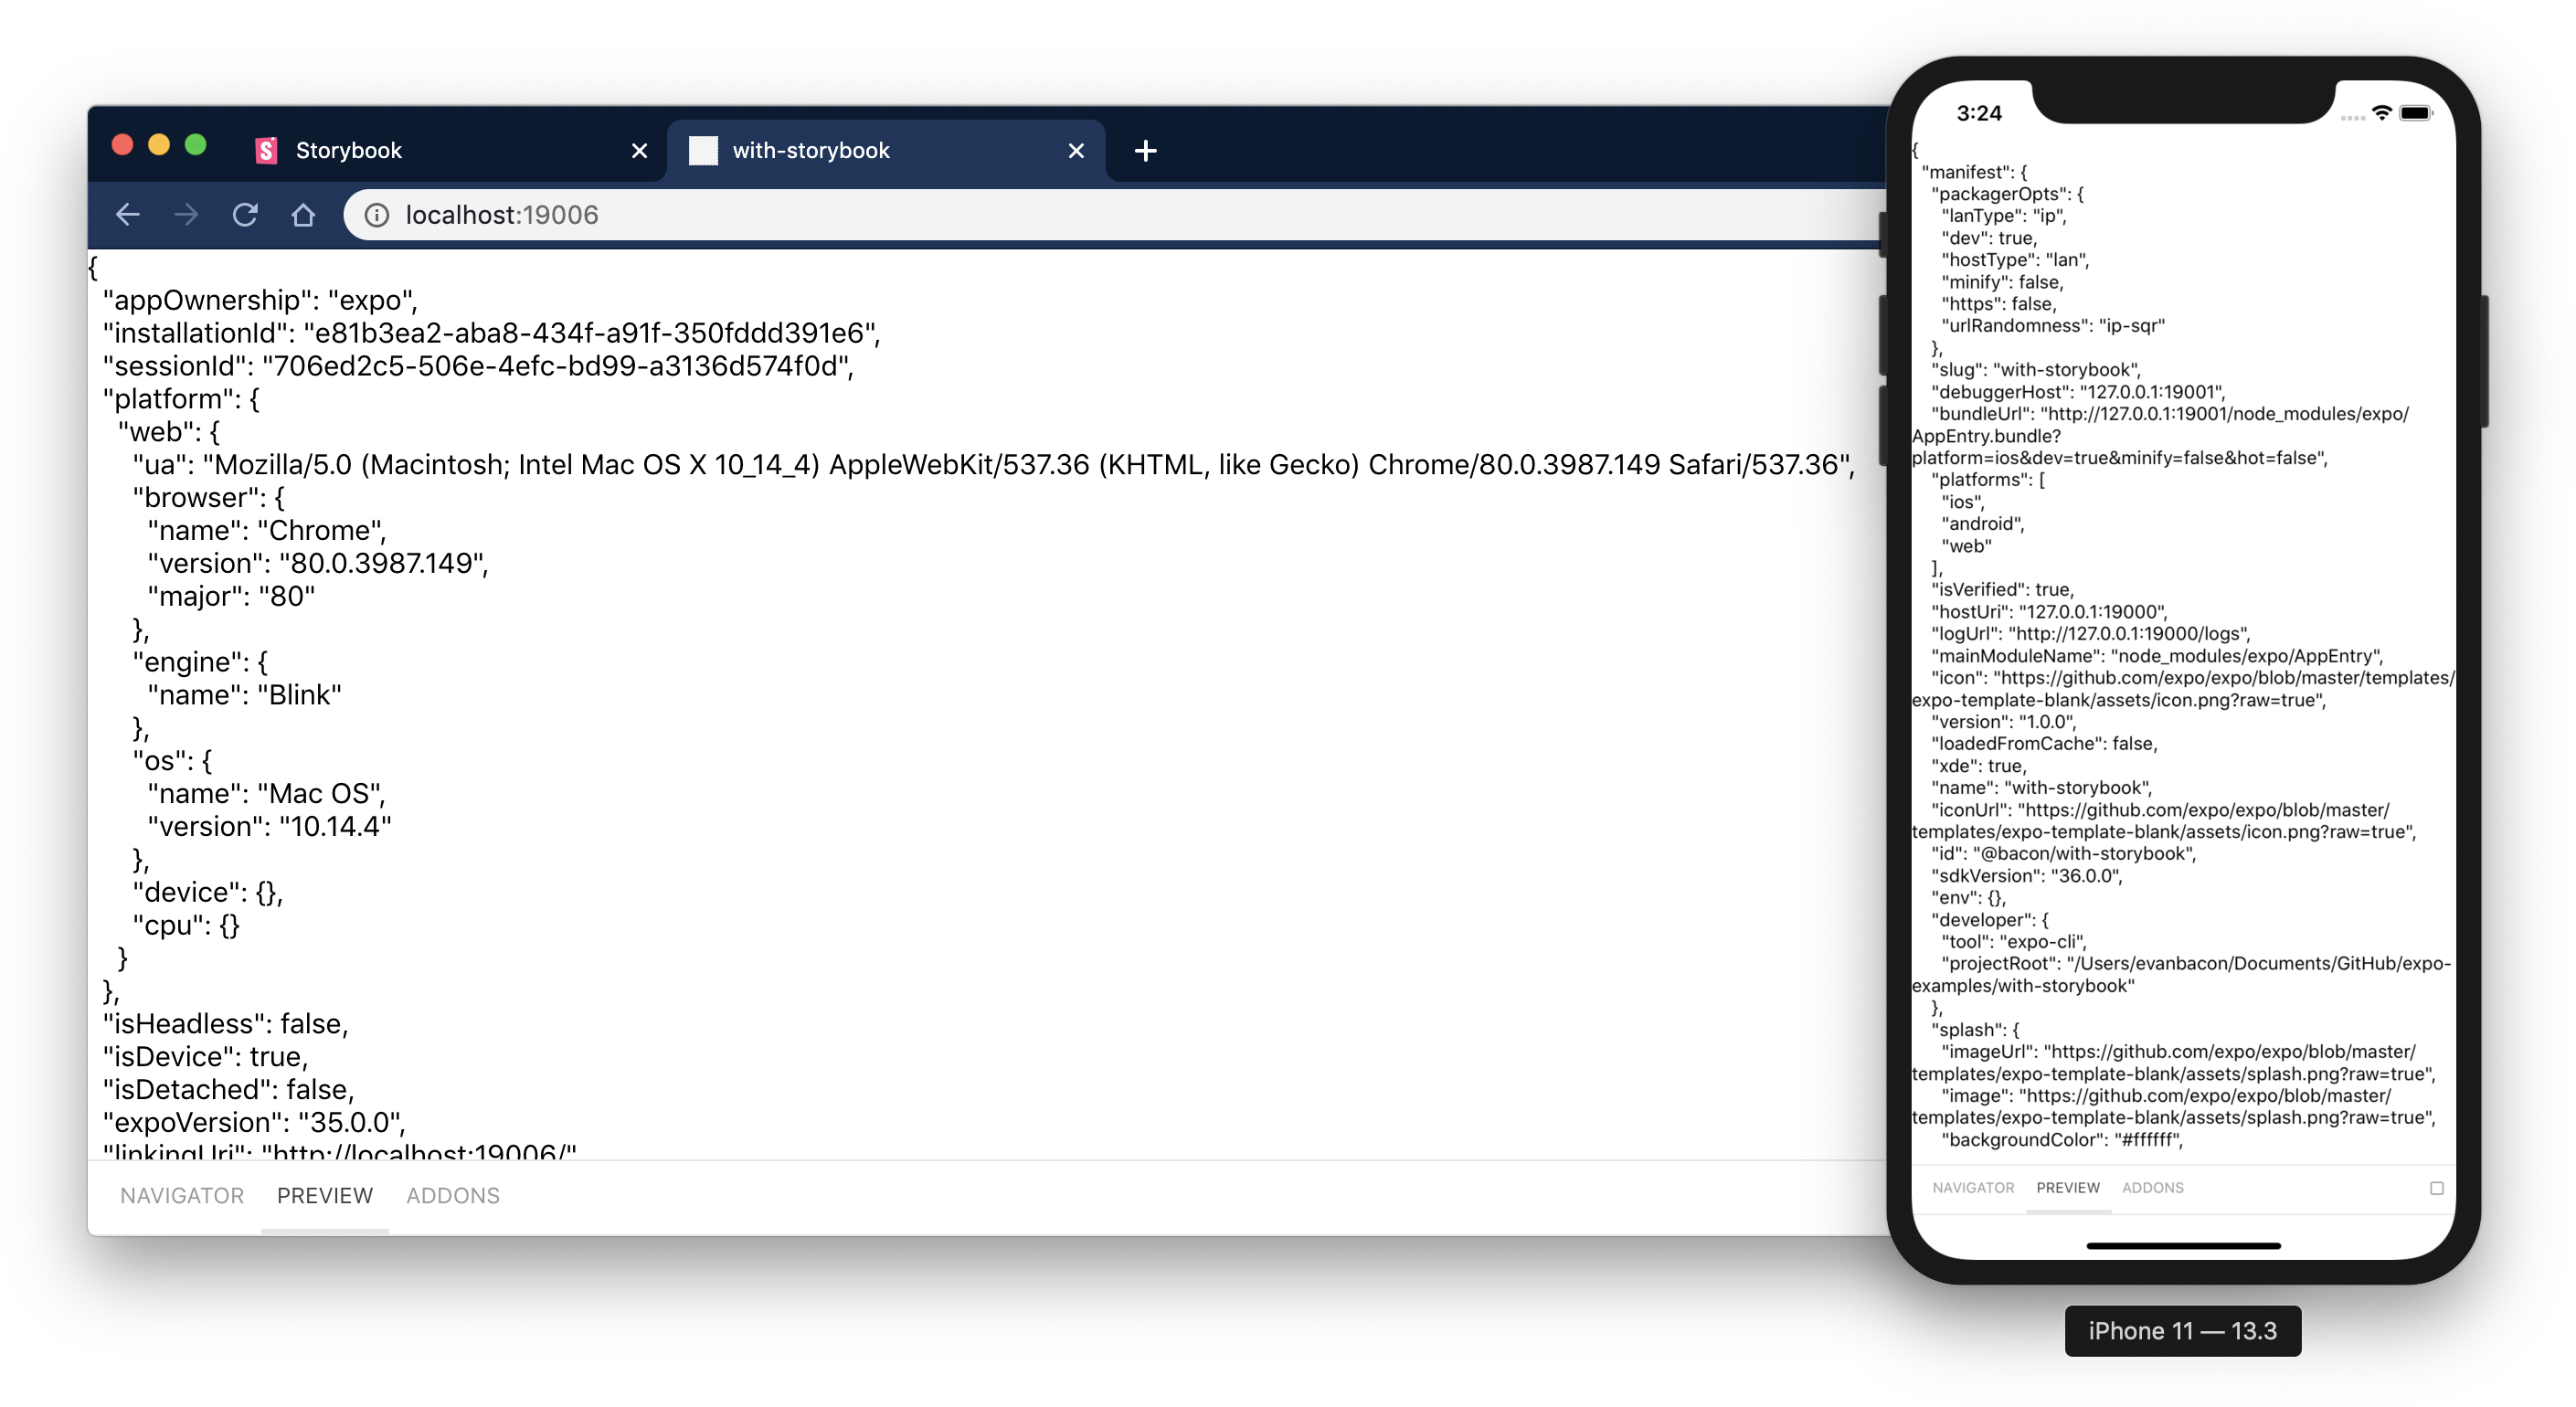 Storybook
with-storybook
localhost:19006
{
"appOwnership": "expo",
"installationId": "e81b3ea2-aba8-434f-a91f-350fddd391e6",
"sessionId": "706ed2c5-506e-4efc-bd99-a3136d574f0d",
"platform": {
"web": {
"ua": "Mozilla/5.0 (Macintosh; Intel Mac OS X 10_14_4) AppleWebKit/537.36 (KHTML, like Gecko) Chrome/80.0.3987.149 Safari/537.36",
"browser": {
"name": "Chrome",
"version": "80.0.3987.149",
"major": "80"
},
"engine": {
"name": "Blink"
},
"os": {
"name": "Mac OS",
"version": "10.14.4"
},
"device": {},
"cpu": {}
}
},
"isHeadless": false,
"isDevice": true,
"isDetached": false,
"expoVersion": "35.0.0",
"linkingUri": "http://localhost:19006/"
NAVIGATOR PREVIEW ADDONS
3:24
{
"manifest": {
"packagerOpts": {
"lanType": "ip",
"dev": true,
"hostType": "lan",
"minify": false,
"https": false,
"urlRandomness": "ip-sqr"
},
"slug": "with-storybook",
"debuggerHost": "127.0.0.1:19001",
"bundleUrl": "http://127.0.0.1:19001/node_modules/expo/
AppEntry.bundle?
platform=ios&dev=true&minify=false&hot=false",
"platforms": [
"ios",
"android",
"web"
],
"isVerified": true,
"hostUri": "127.0.0.1:19000",
"logUrl": "http://127.0.0.1:19000/logs",
"mainModuleName": "node_modules/expo/AppEntry",
"icon": "https://github.com/expo/expo/blob/master/templates/
expo-template-blank/assets/icon.png?raw=true",
"version": "1.0.0",
"loadedFromCache": false,
"xde": true,
"name": "with-storybook",
"iconUrl": "https://github.com/expo/expo/blob/master/
templates/expo-template-blank/assets/icon.png?raw=true",
"id": "@bacon/with-storybook",
"sdkVersion": "36.0.0",
"env": {},
"developer": {
"tool": "expo-cli",
"projectRoot": "/Users/evanbacon/Documents/GitHub/expo-
examples/with-storybook"
},
"splash": {
"imageUrl": "https://github.com/expo/expo/blob/master/
templates/expo-template-blank/assets/splash.png?raw=true",
"image": "https://github.com/expo/expo/blob/master/
templates/expo-template-blank/assets/splash.png?raw=true",
"backgroundColor": "#ffffff",
NAVIGATOR PREVIEW ADDONS
iPhone 11 — 13.3